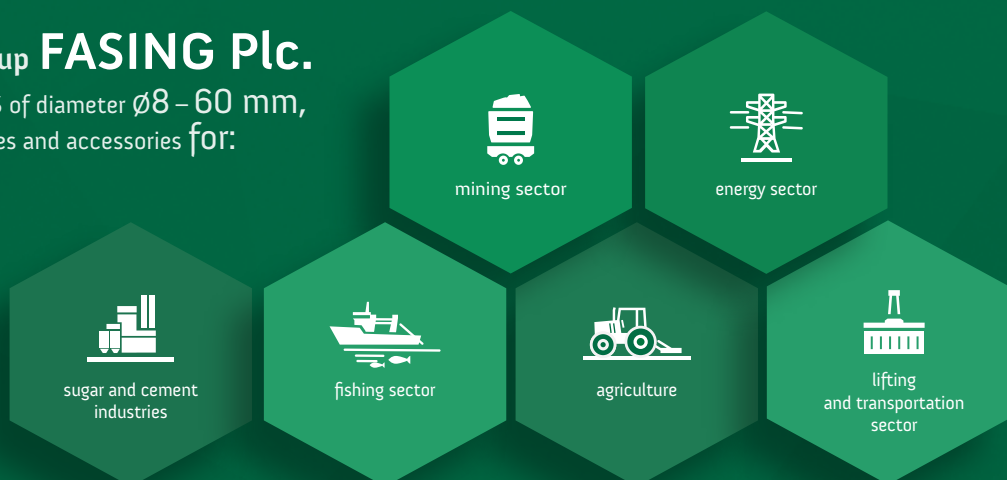 up FASING Plc.
of diameter Ø8 – 60 mm,
es and accessories for:
mining sector
energy sector
sugar and cement
industries
fishing sector
agriculture
lifting
and transportation
sector